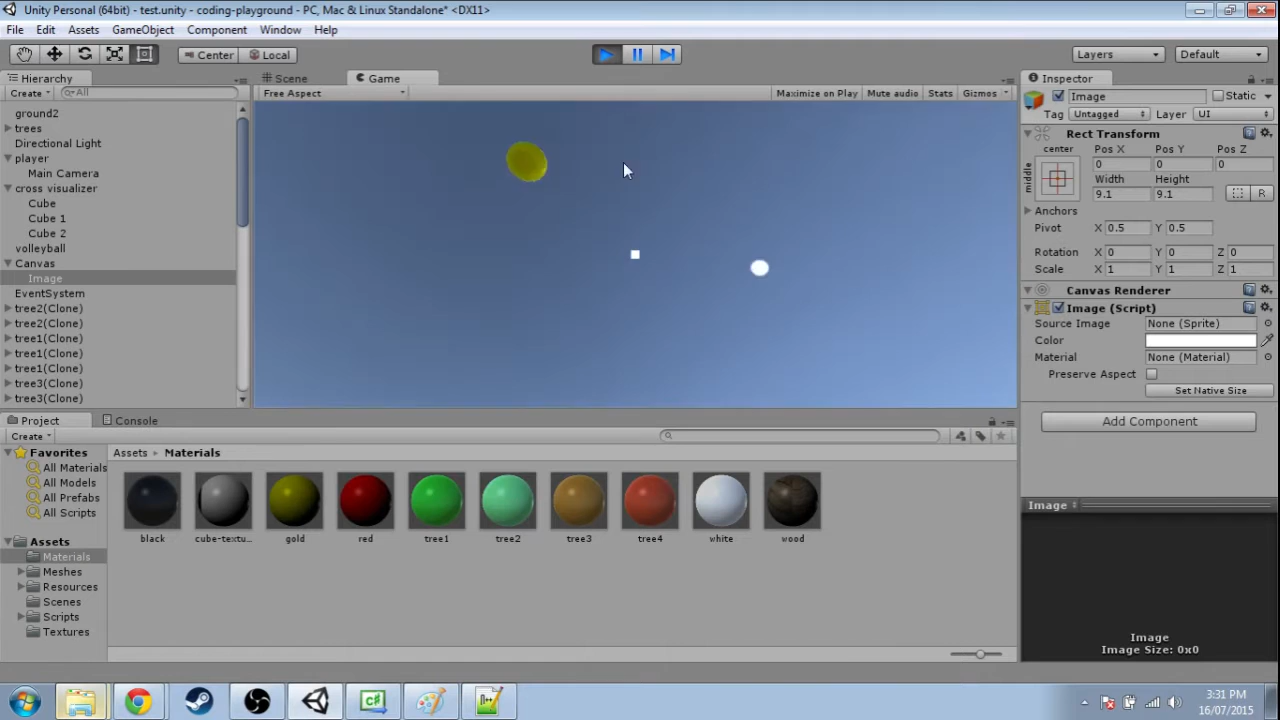 Unity Personal (64bit) - test.unity - coding-playground - PC, Mac & Linux Standalone* <DX11>
File Edit Assets GameObject Component Window Help
Center Local Layers Default
Hierarchy
Create All
ground2
trees
Directional Light
player
Main Camera
cross visualizer
Cube
Cube 1
Cube 2
volleyball
Canvas
Image
EventSystem
tree2(Clone)
tree2(Clone)
tree1(Clone)
tree1(Clone)
tree1(Clone)
tree3(Clone)
tree3(Clone)
Scene Game
Free Aspect Maximize on Play Mute audio Stats Gizmos
Inspector
Image Static
Tag Untagged Layer UI
Rect Transform
center Pos X Pos Y Pos Z
middle 0 0 0
Width Height
9.1 9.1 R
Anchors
Pivot X 0.5 Y 0.5
Rotation X 0 Y 0 Z 0
Scale X 1 Y 1 Z 1
Canvas Renderer
Image (Script)
Source Image None (Sprite)
Color
Material None (Material)
Preserve Aspect
Set Native Size
Add Component
Image
Image
Image Size: 0x0
Project Console
Create
Favorites
All Materials
All Models
All Prefabs
All Scripts
Assets
Materials
Meshes
Resources
Scenes
Scripts
Textures
Assets Materials
black cube-textu... gold red tree1 tree2 tree3 tree4 white wood
C#
3:31 PM
16/07/2015